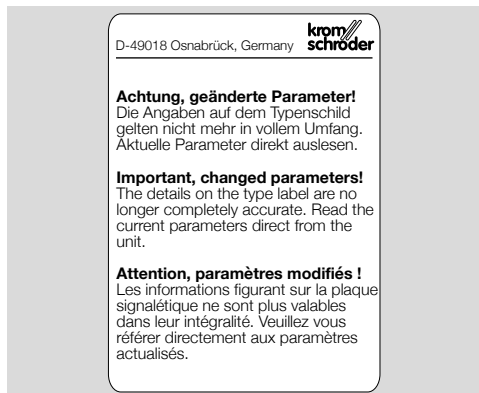 D-49018 Osnabrück, Germany
krom
schroder
Achtung, geänderte Parameter!
Die Angaben auf dem Typenschild
gelten nicht mehr in vollem Umfang.
Aktuelle Parameter direkt auslesen.
Important, changed parameters!
The details on the type label are no
longer completely accurate. Read the
current parameters direct from the
unit.
Attention, paramètres modifiés !
Les informations figurant sur la plaque
signalétique ne sont plus valables
dans leur intégralité. Veuillez vous
référer directement aux paramètres
actualisés.